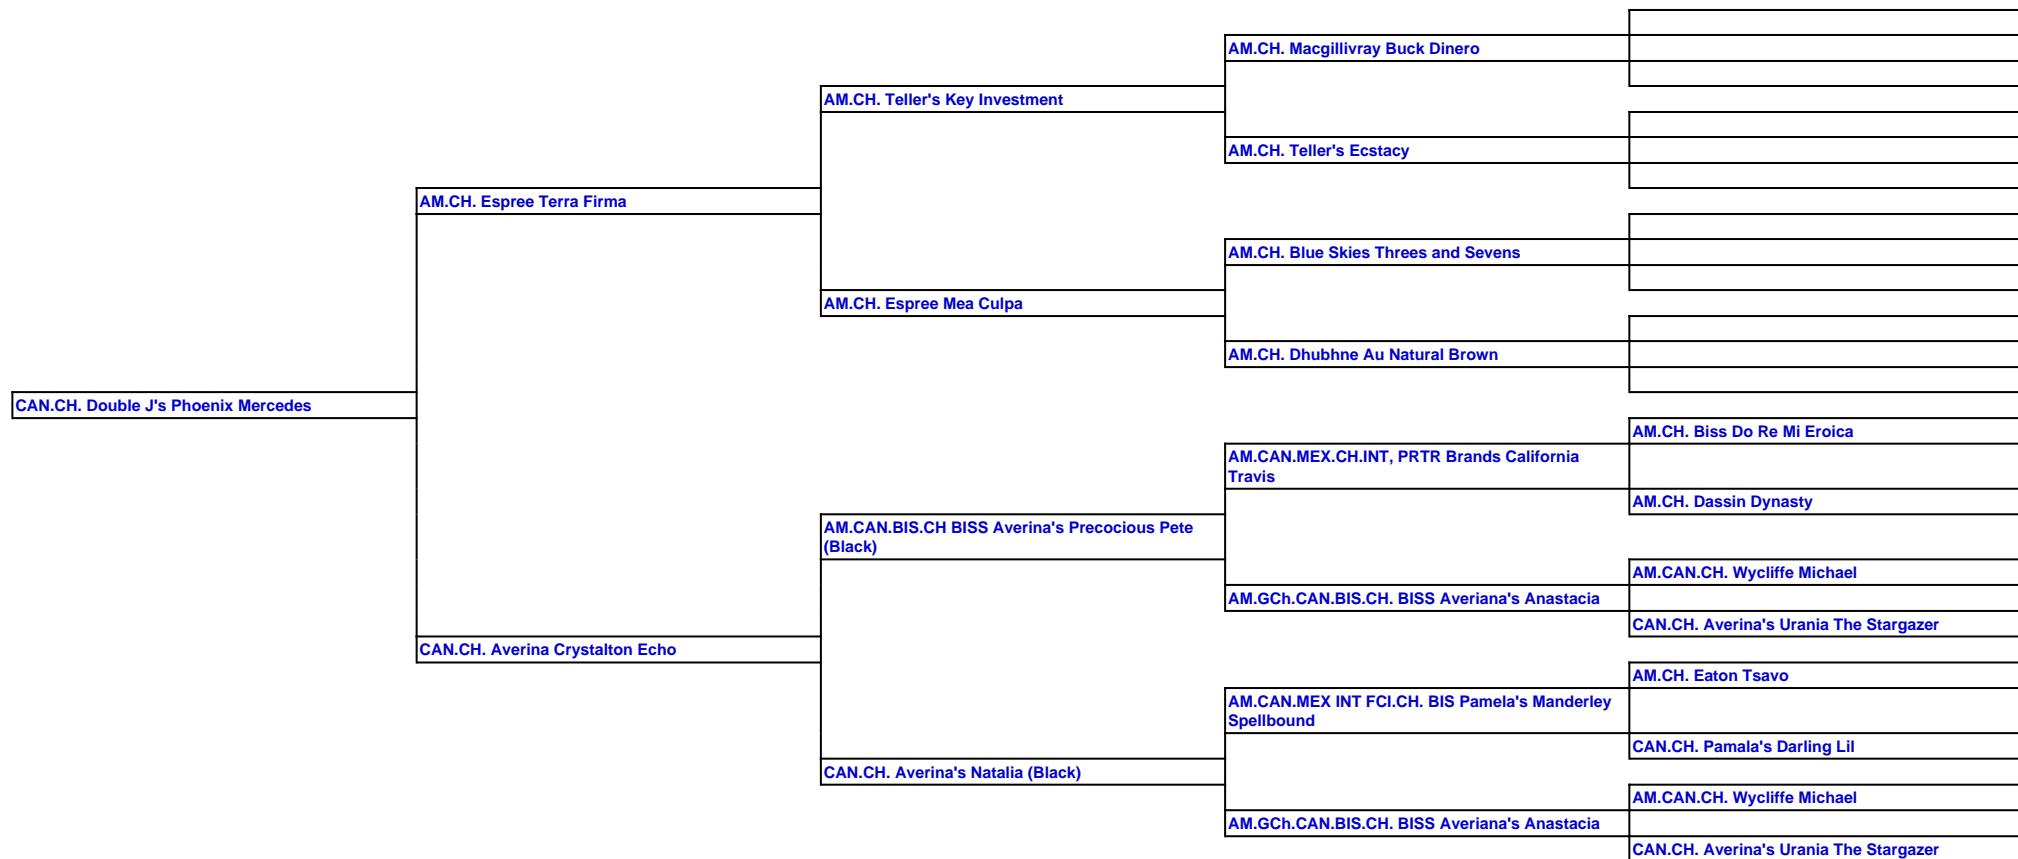 AM.CH. Macgillivray Buck Dinero
AM.CH. Teller's Key Investment
AM.CH. Teller's Ecstacy
AM.CH. Espree Terra Firma
AM.CH. Blue Skies Threes and Sevens
AM.CH. Espree Mea Culpa
AM.CH. Dhubhne Au Natural Brown
CAN.CH. Double J's Phoenix Mercedes
AM.CH. Biss Do Re Mi Eroica
AM.CAN.MEX.CH.INT, PRTR Brands California
Travis
AM.CH. Dassin Dynasty
AM.CAN.BIS.CH BISS Averina's Precocious Pete
(Black)
AM.CAN.CH. Wycliffe Michael
AM.GCh.CAN.BIS.CH. BISS Averiana's Anastacia
CAN.CH. Averina's Urania The Stargazer
CAN.CH. Averina Crystalton Echo
AM.CH. Eaton Tsavo
AM.CAN.MEX INT FCI.CH. BIS Pamela's Manderley
Spellbound
CAN.CH. Pamala's Darling Lil
CAN.CH. Averina's Natalia (Black)
AM.CAN.CH. Wycliffe Michael
AM.GCh.CAN.BIS.CH. BISS Averiana's Anastacia
CAN.CH. Averina's Urania The Stargazer